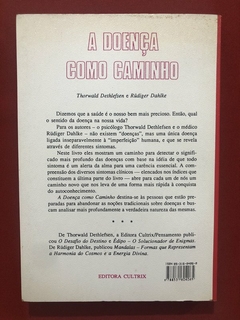 A DOENÇA
COMO CAMINHO
Thorwald Dethlefsen e Rüdiger Dahlke
Dizemos que a saúde é o nosso bem mais precioso. Então, qual
o sentido da doença na nossa vida?
Para os autores – o psicólogo Thorwald Dethlefsen e o médico
Rüdiger Dahlke – não existem "doenças", mas uma única doença
ligada inseparavelmente à "imperfeição" humana, e que se revela
através de diferentes sintomas.
Neste livro eles mostram um caminho para detectar o signifi-
cado mais profundo das doenças com base na idéia de que todo
sintoma é um alerta da alma para uma carência essencial. A com-
preensão dos diversos sintomas clínicos – elencados nos índices que
constituem a última parte do livro – abre para cada um de nós um
caminho novo que nos leva de uma forma mais rápida à conquista
do autoconhecimento.
A Doença como Caminho destina-se às pessoas que estão pre-
paradas para abandonar as noções tradicionais sobre doenças e bus-
cam analisar mais profundamente a verdadeira natureza das mesmas.
* * *
De Thorwald Dethlefsen, a Editora Cultrix/Pensamento publi-
cou O Desafio do Destino e Édipo – O Solucionador de Enigmas.
De Rüdiger Dahlke, publicou Mandalas – Formas que Representam
a Harmonia do Cosmos e a Energia Divina.
EDITORA CULTRIX